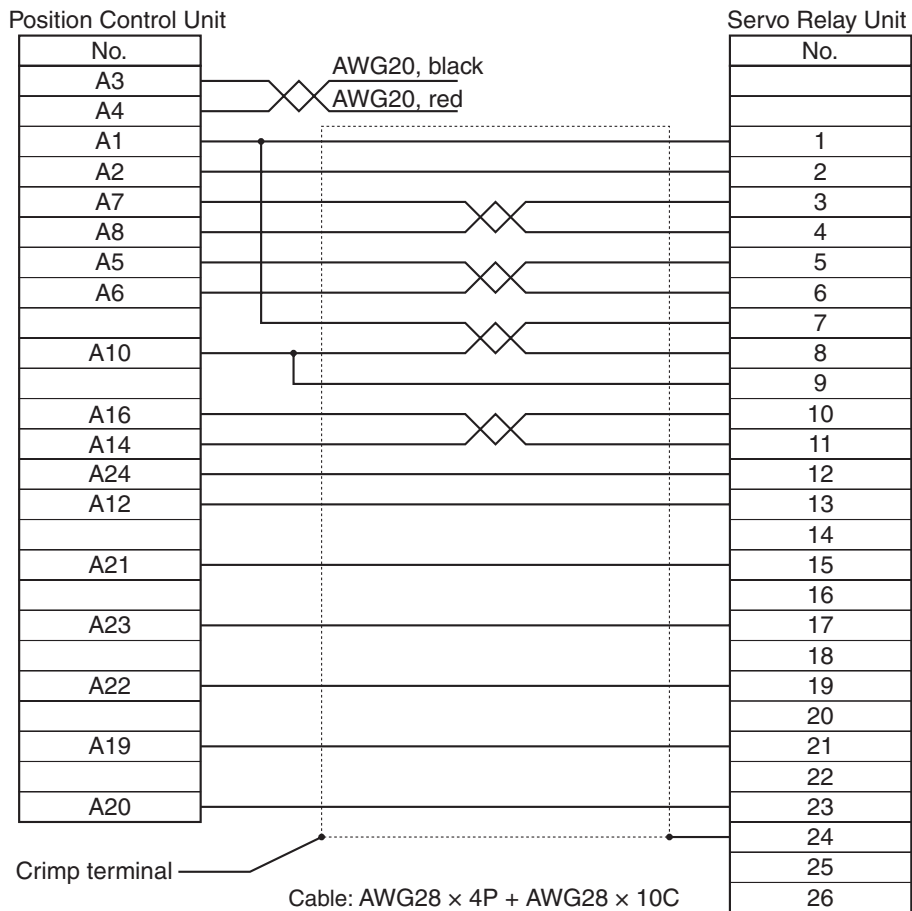 Position Control Unit Servo Relay Unit
No. No.
A3 AWG20, black
A4 AWG20, red
A1 1
A2 2
A7 3
A8 4
A5 5
A6 6
7
A10 8
9
A16 10
A14 11
A24 12
A12 13
14
A21 15
16
A23 17
18
A22 19
20
A19 21
22
A20 23
24
Crimp terminal 25
Cable: AWG28 × 4P + AWG28 × 10C 26